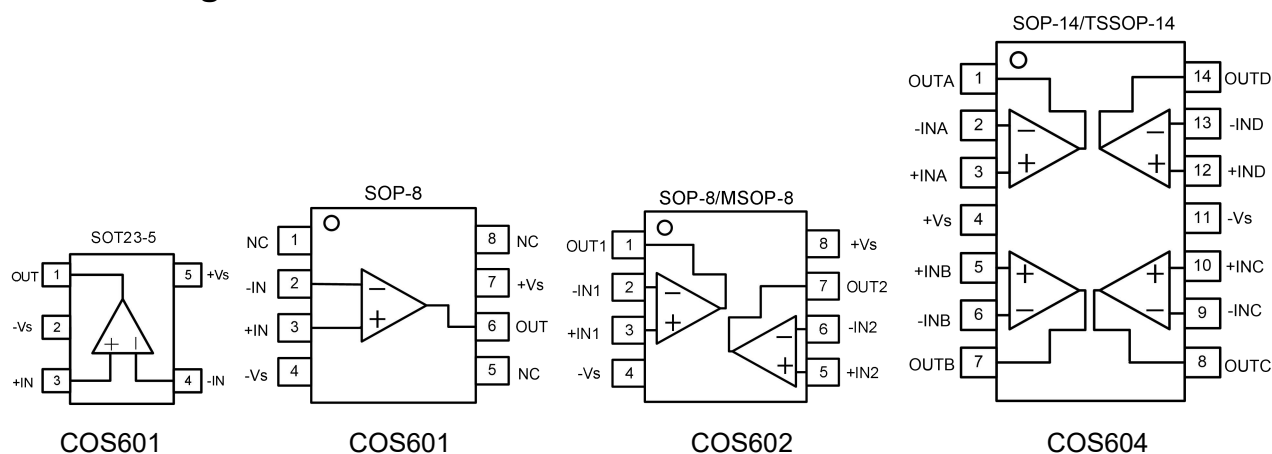 SOT23-5
OUT 1
5 +Vs
-Vs 2
+IN 3
4 -IN
+ −
COS601
SOP-8
NC 1
8 NC
-IN 2
7 +Vs
+IN 3
6 OUT
-Vs 4
5 NC
−
+
COS601
SOP-8/MSOP-8
OUT1 1
8 +Vs
-IN1 2
7 OUT2
+IN1 3
6 -IN2
-Vs 4
5 +IN2
−
+
−
+
COS602
SOP-14/TSSOP-14
OUTA 1
14 OUTD
-INA 2
13 -IND
+INA 3
12 +IND
+Vs 4
11 -Vs
+INB 5
10 +INC
-INB 6
9 -INC
OUTB 7
8 OUTC
− −
+ +
+ +
− −
COS604